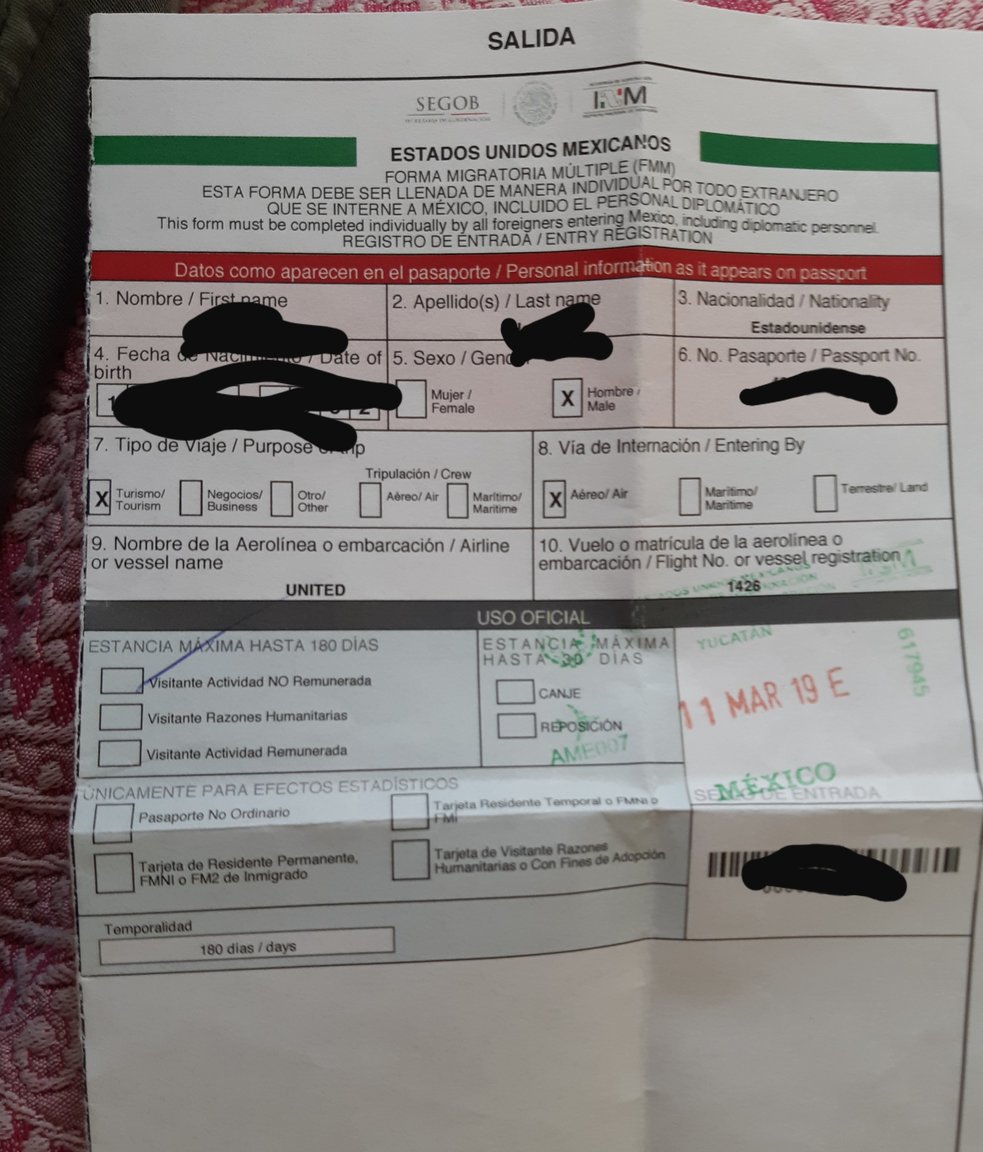 SALIDA
SEGOB
INM
ESTADOS UNIDOS MEXICANOS
FORMA MIGRATORIA MÚLTIPLE (FMM)
ESTA FORMA DEBE SER LLENADA DE MANERA INDIVIDUAL POR TODO EXTRANJERO
QUE SE INTERNE A MÉXICO, INCLUIDO EL PERSONAL DIPLOMÁTICO
This form must be completed individually by all foreigners entering Mexico, including diplomatic personnel.
REGISTRO DE ENTRADA / ENTRY REGISTRATION
Datos como aparecen en el pasaporte / Personal information as it appears on passport
1. Nombre / First name
2. Apellido(s) / Last name
3. Nacionalidad / Nationality
Estadounidense
4. Fecha de Nacimiento / Date of
birth
5. Sexo /
Mujer /
Female
X
Hombre /
Male
6. No. Pasaporte / Passport No.
7. Tipo de Viaje / Purpose
X
Turismo/
Tourism
Negocios/
Business
Otro/
Other
Tripulación / Crew
Aéreo/ Air
Marítimo/
Maritime
8. Vía de Internación / Entering By
X
Aéreo/ Air
Marítimo/
Maritime
Terrestre/ Land
9. Nombre de la Aerolínea o embarcación / Airline
or vessel name
UNITED
10. Vuelo o matrícula de la aerolínea o
embarcación / Flight No. or vessel registration
1426
USO OFICIAL
ESTANCIA MÁXIMA HASTA 180 DÍAS
Visitante Actividad NO Remunerada
Visitante Razones Humanitarias
Visitante Actividad Remunerada
ESTANCIA MÁXIMA
HASTA 30 DÍAS
CANJE
REPOSICIÓN
AME007
YUCATÁN
617945
11 MAR 19 E
MÉXICO
SELLO DE ENTRADA
ÚNICAMENTE PARA EFECTOS ESTADÍSTICOS
Pasaporte No Ordinario
Tarjeta Residente Temporal o FMNI o
FMI
Tarjeta de Residente Permanente,
FMNI o FM2 de Inmigrado
Tarjeta de Visitante Razones
Humanitarias o Con Fines de Adopción
Temporalidad
180 días / days